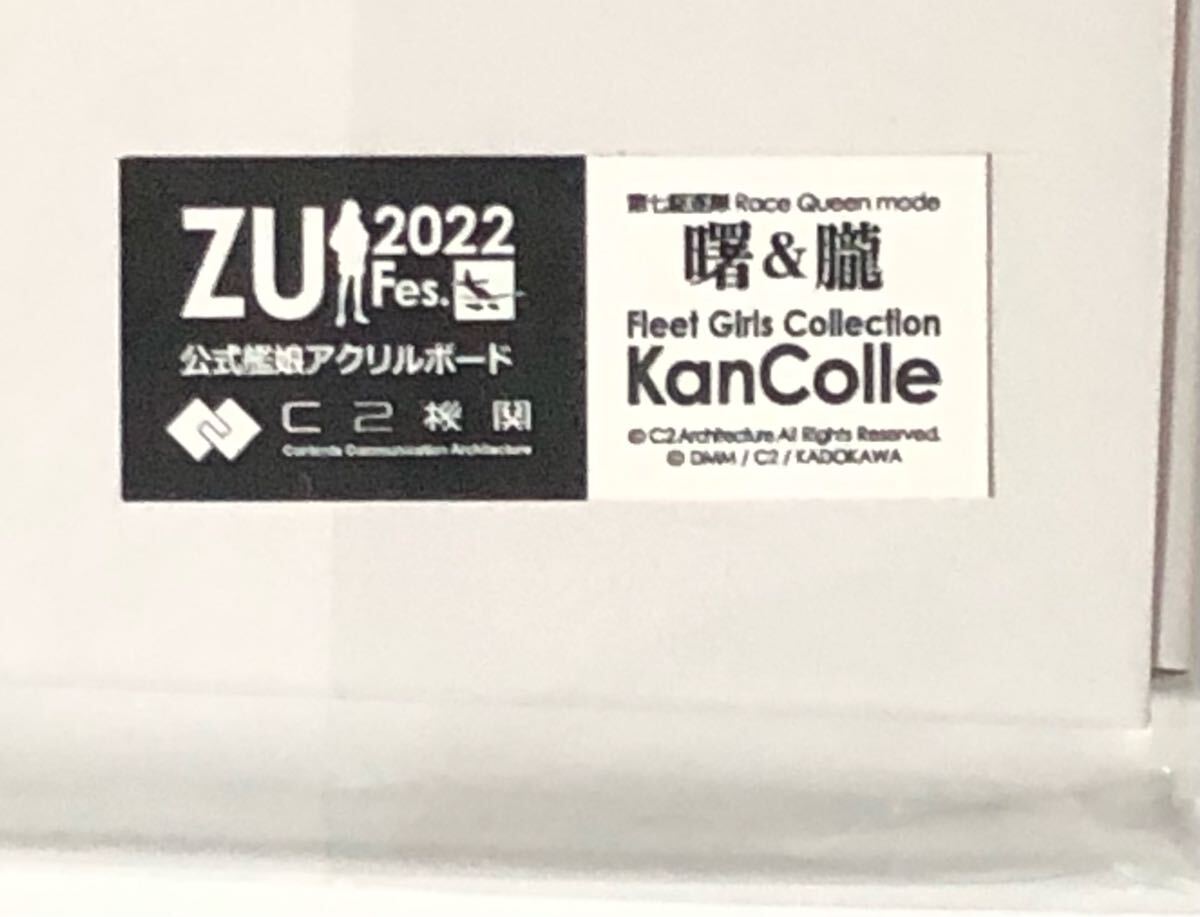 ZU 2022
Fes.
公式艦娘アクリルボード
C2機関
Contents Communication Architecture
第七駆逐隊 Race Queen mode
曙&朧
Fleet Girls Collection
KanColle
© C2 Architecture All Rights Reserved.
© DMM / C2 / KADOKAWA